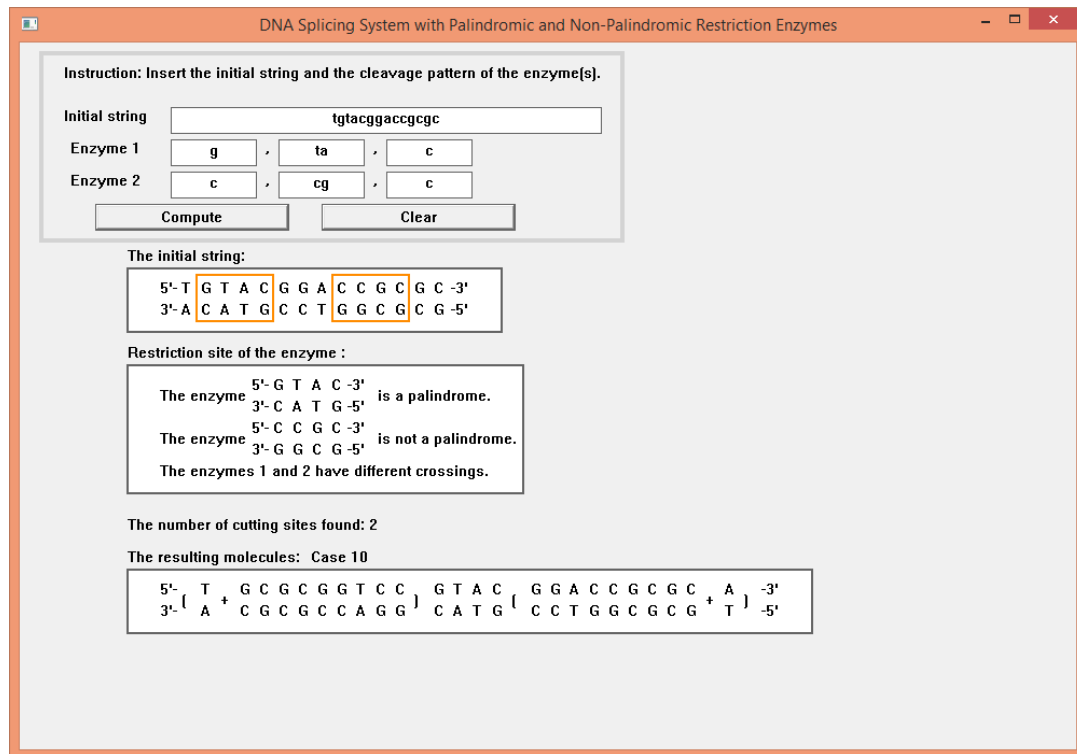 DNA Splicing System with Palindromic and Non-Palindromic Restriction Enzymes
Instruction: Insert the initial string and the cleavage pattern of the enzyme(s).
Initial string tgtacggaccgcgc
Enzyme 1 g , ta , c
Enzyme 2 c , cg , c
Compute Clear
The initial string:
5'- T G T A C G G A C C G C G C -3'
3'- A C A T G C C T G G C G C G -5'
Restriction site of the enzyme :
5'- G T A C -3'
The enzyme is a palindrome.
3'- C A T G -5'
5'- C C G C -3'
The enzyme is not a palindrome.
3'- G G C G -5'
The enzymes 1 and 2 have different crossings.
The number of cutting sites found: 2
The resulting molecules: Case 10
5'- ( T + G C G C G G T C C ) G T A C ( G G A C C G C G C + A ) -3'
3'- A C G C G C C A G G C A T G C C T G G C G C G T -5'